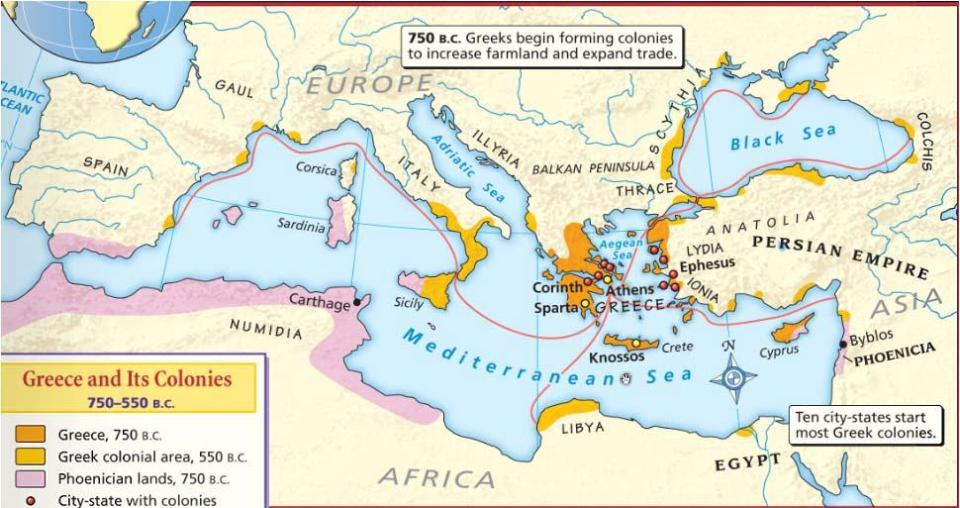 750 B.C. Greeks begin forming colonies
to increase farmland and expand trade.
ATLANTIC
OCEAN
GAUL
EUROPE
SCYTHIA
Black Sea
COLCHIS
ILLYRIA
Adriatic Sea
ITALY
BALKAN PENINSULA
THRACE
SPAIN
Corsica
Sardinia
ANATOLIA
PERSIAN EMPIRE
Aegean
Sea
LYDIA
Ephesus
IONIA
ASIA
Corinth
Athens
Sparta
GREECE
Carthage
Sicily
NUMIDIA
Mediterranean Sea
Knossos
Crete
N
Cyprus
Byblos
PHOENICIA
LIBYA
EGYPT
AFRICA
Ten city-states start
most Greek colonies.
Greece and Its Colonies
750–550 B.C.
Greece, 750 B.C.
Greek colonial area, 550 B.C.
Phoenician lands, 750 B.C.
City-state with colonies